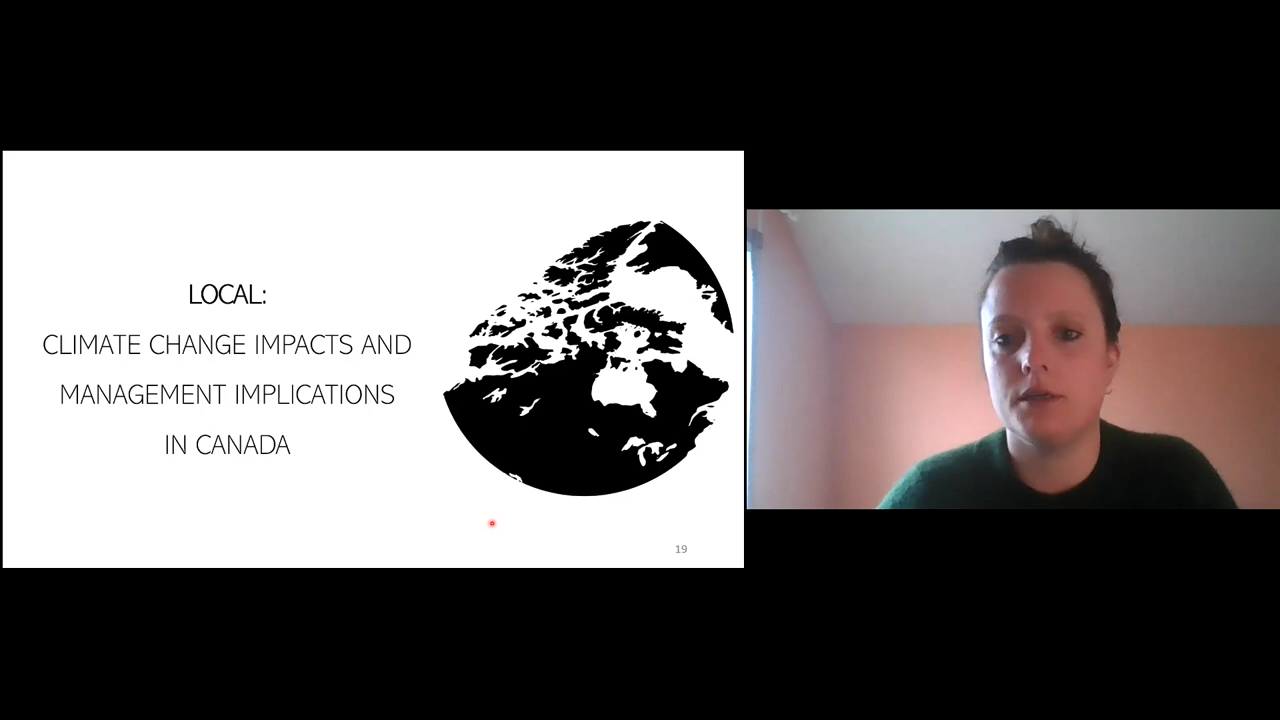 LOCAL:
CLIMATE CHANGE IMPACTS AND
MANAGEMENT IMPLICATIONS
IN CANADA
19